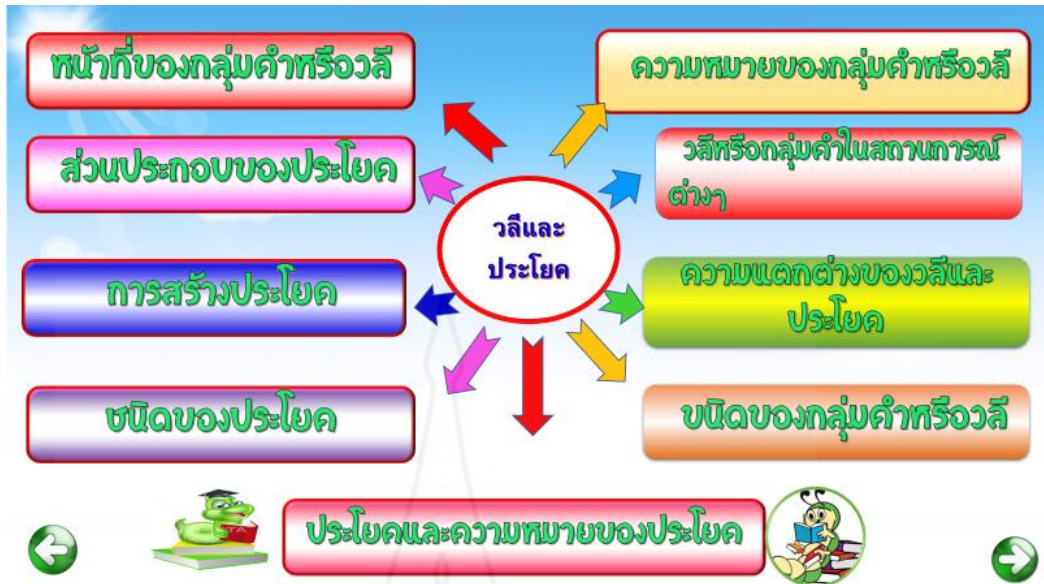 หน้าที่ของกลุ่มคำหรือวลี
ความหมายของกลุ่มคำหรือวลี
ส่วนประกอบของประโยค
วลีหรือกลุ่มคำในสถานการณ์
ต่างๆ
วลีและ
ประโยค
การสร้างประโยค
ความแตกต่างของวลีและ
ประโยค
ชนิดของประโยค
ขนิดของกลุ่มคำหรือวลี
ประโยคและความหมายของประโยค